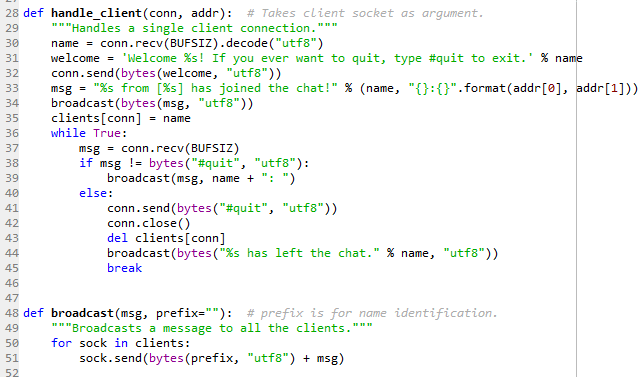 28 def handle_client(conn, addr):  # Takes client socket as argument.
29     """Handles a single client connection."""
30     name = conn.recv(BUFSIZ).decode("utf8")
31     welcome = 'Welcome %s! If you ever want to quit, type #quit to exit.' % name
32     conn.send(bytes(welcome, "utf8"))
33     msg = "%s from [%s] has joined the chat!" % (name, "{}:{}".format(addr[0], addr[1]))
34     broadcast(bytes(msg, "utf8"))
35     clients[conn] = name
36     while True:
37         msg = conn.recv(BUFSIZ)
38         if msg != bytes("#quit", "utf8"):
39             broadcast(msg, name + ": ")
40         else:
41             conn.send(bytes("#quit", "utf8"))
42             conn.close()
43             del clients[conn]
44             broadcast(bytes("%s has left the chat." % name, "utf8"))
45             break
46
47
48 def broadcast(msg, prefix=""):  # prefix is for name identification.
49     """Broadcasts a message to all the clients."""
50     for sock in clients:
51         sock.send(bytes(prefix, "utf8") + msg)
52